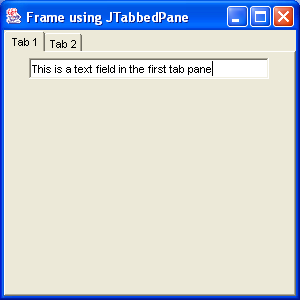 Frame using JTabbedPane
Tab 1 Tab 2
This is a text field in the first tab pane